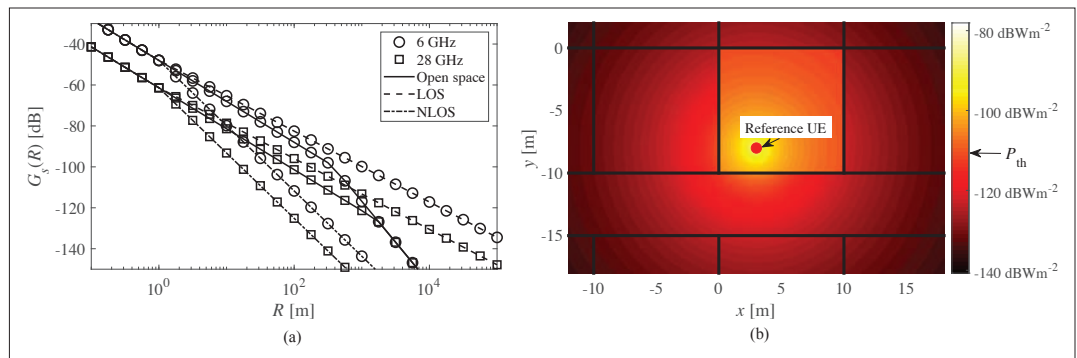 -40
-60
-80
-100
-120
-140
G_s(R) [dB]
10^0
10^2
10^4
R [m]
6 GHz
28 GHz
Open space
LOS
NLOS
(a)
0
-5
-10
-15
y [m]
-10
-5
0
5
10
15
x [m]
Reference UE
-80 dBWm^-2
-100 dBWm^-2
P_th
-120 dBWm^-2
-140 dBWm^-2
(b)